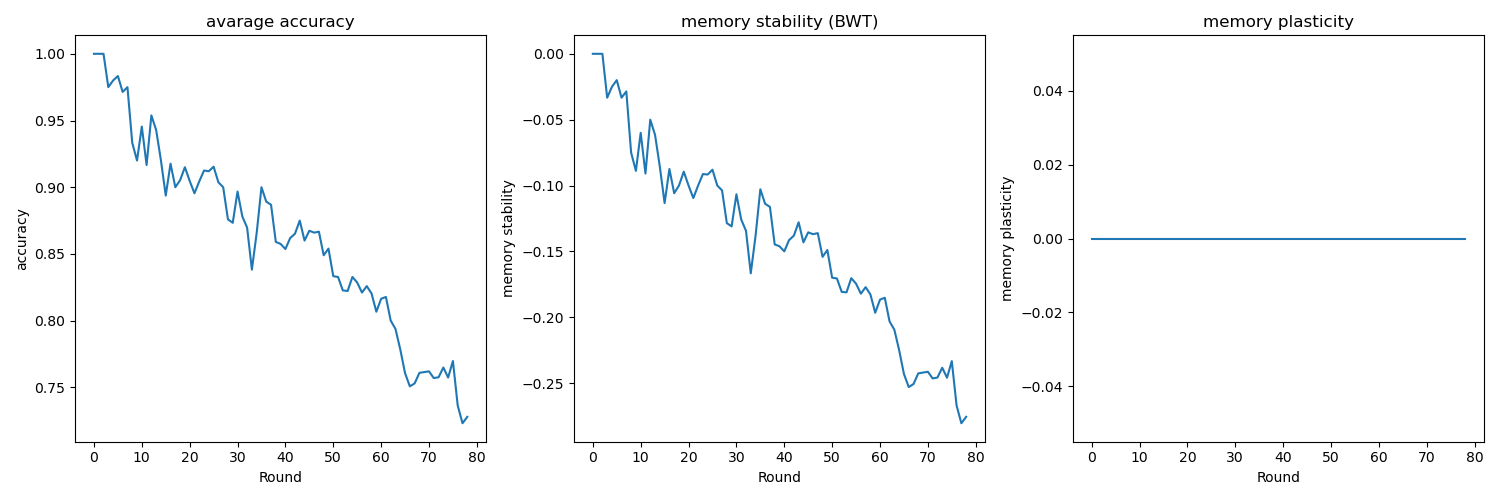 avarage accuracy
1.00
0.95
0.90
0.85
0.80
0.75
accuracy
0 10 20 30 40 50 60 70 80
Round
memory stability (BWT)
0.00
−0.05
−0.10
−0.15
−0.20
−0.25
memory stability
0 10 20 30 40 50 60 70 80
Round
memory plasticity
0.04
0.02
0.00
−0.02
−0.04
memory plasticity
0 10 20 30 40 50 60 70 80
Round